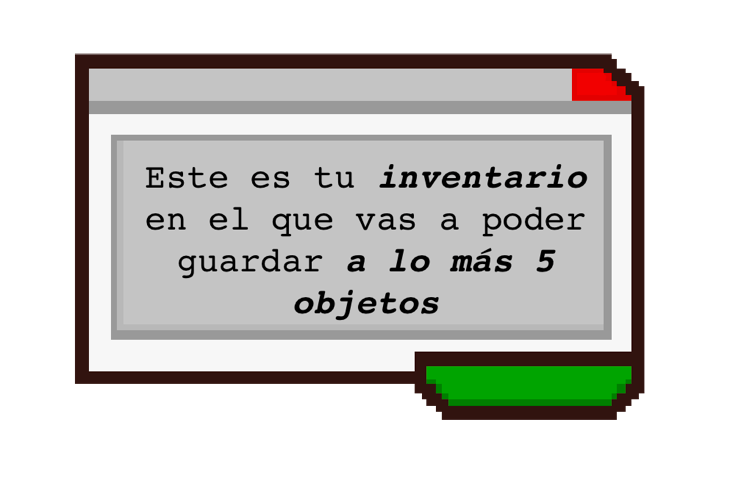 Este es tu inventario
en el que vas a poder
guardar a lo más 5
objetos